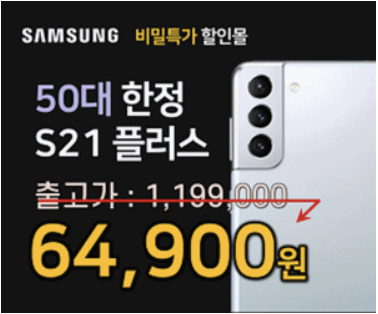 SAMSUNG 비밀특가 할인몰
50대 한정
S21 플러스
출고가 : 1,199,000
64,900원